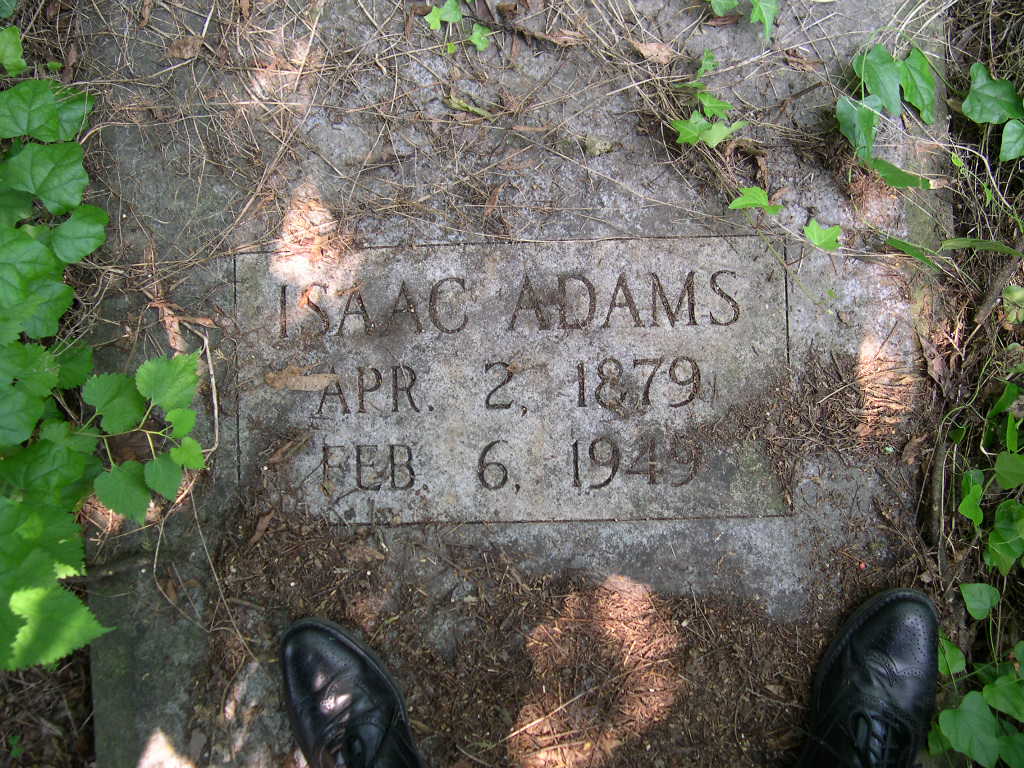 ISAAC ADAMS
APR. 2, 1879
FEB. 6, 1949